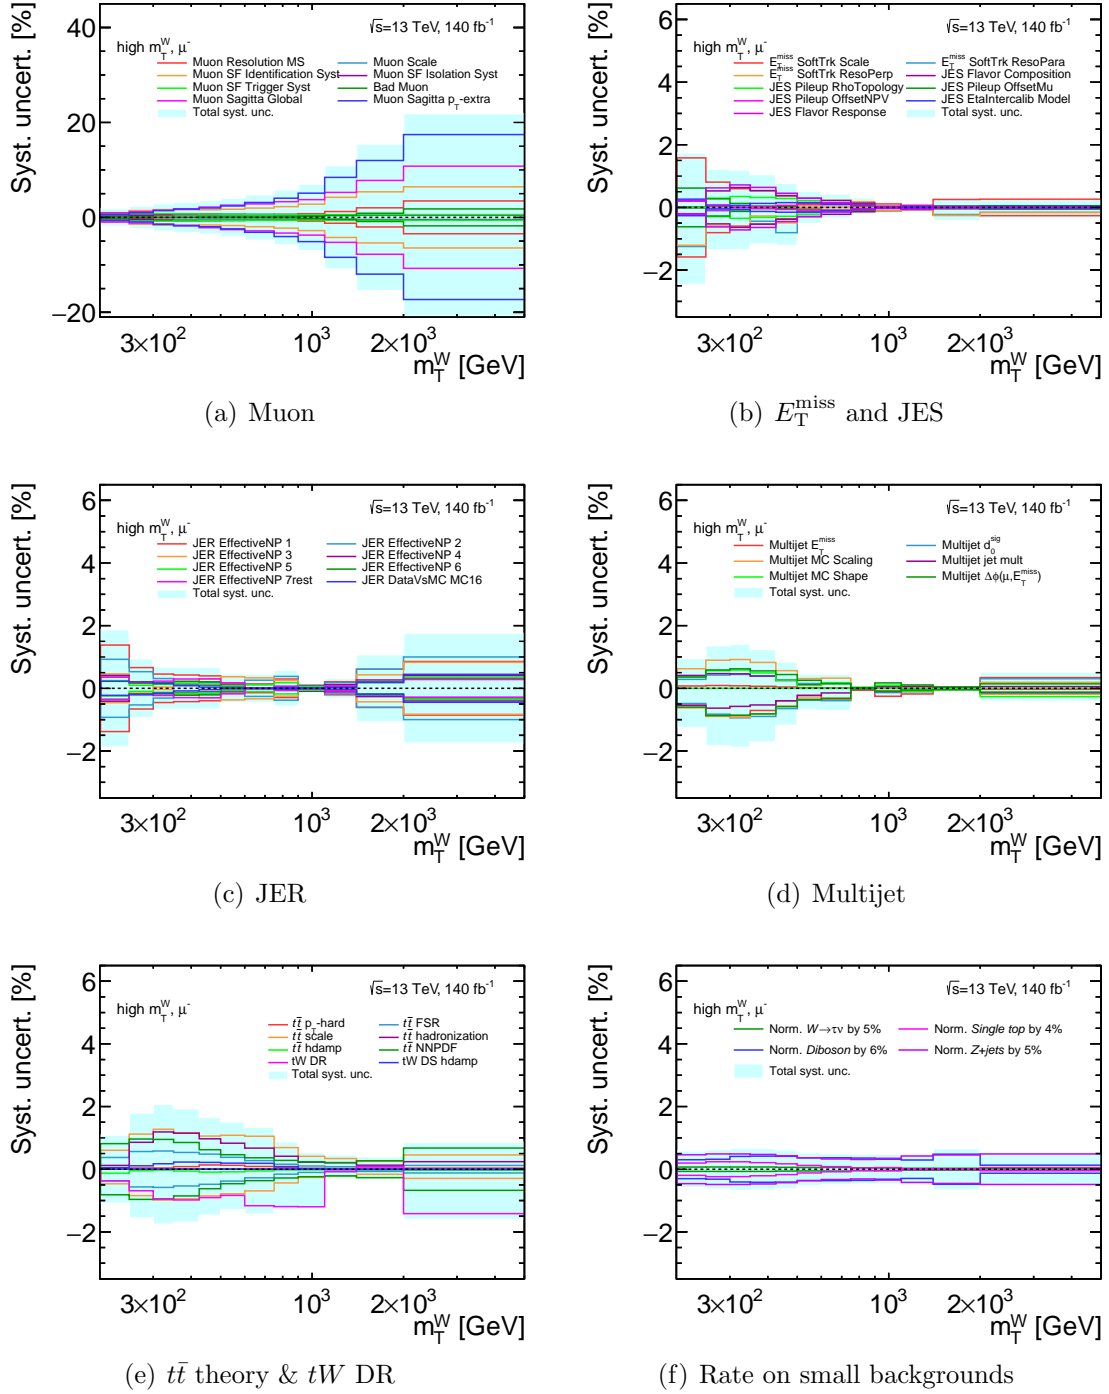 √s=13 TeV, 140 fb⁻¹
high m_T^W, μ⁻
Muon Resolution MS
Muon Scale
Muon SF Identification Syst
Muon SF Isolation Syst
Muon SF Trigger Syst
Bad Muon
Muon Sagitta Global
Muon Sagitta p_T-extra
Total syst. unc.
Syst. uncert. [%]
40
20
0
−20
3×10² 10³ 2×10³
m_T^W [GeV]
(a) Muon
√s=13 TeV, 140 fb⁻¹
high m_T^W, μ⁻
E_T^miss SoftTrk Scale
E_T^miss SoftTrk ResoPara
E_T^miss SoftTrk ResoPerp
JES Flavor Composition
JES Pileup RhoTopology
JES Pileup OffsetMu
JES Pileup OffsetNPV
JES EtaIntercalib Model
JES Flavor Response
Total syst. unc.
Syst. uncert. [%]
6
4
2
0
−2
3×10² 10³ 2×10³
m_T^W [GeV]
(b) E_T^miss and JES
√s=13 TeV, 140 fb⁻¹
high m_T^W, μ⁻
JER EffectiveNP 1
JER EffectiveNP 2
JER EffectiveNP 3
JER EffectiveNP 4
JER EffectiveNP 5
JER EffectiveNP 6
JER EffectiveNP 7rest
JER DataVsMC MC16
Total syst. unc.
Syst. uncert. [%]
6
4
2
0
−2
3×10² 10³ 2×10³
m_T^W [GeV]
(c) JER
√s=13 TeV, 140 fb⁻¹
high m_T^W, μ⁻
Multijet E_T^miss
Multijet d_0^sig
Multijet MC Scaling
Multijet jet mult
Multijet MC Shape
Multijet Δϕ(μ,E_T^miss)
Total syst. unc.
Syst. uncert. [%]
6
4
2
0
−2
3×10² 10³ 2×10³
m_T^W [GeV]
(d) Multijet
√s=13 TeV, 140 fb⁻¹
high m_T^W, μ⁻
tt̄ p_T-hard
tt̄ FSR
tt̄ scale
tt̄ hadronization
tt̄ hdamp
tt̄ NNPDF
tW DR
tW DS hdamp
Total syst. unc.
Syst. uncert. [%]
6
4
2
0
−2
3×10² 10³ 2×10³
m_T^W [GeV]
(e) tt̄ theory & tW DR
√s=13 TeV, 140 fb⁻¹
high m_T^W, μ⁻
Norm. W→τν by 5%
Norm. Single top by 4%
Norm. Diboson by 6%
Norm. Z+jets by 5%
Total syst. unc.
Syst. uncert. [%]
6
4
2
0
−2
3×10² 10³ 2×10³
m_T^W [GeV]
(f) Rate on small backgrounds